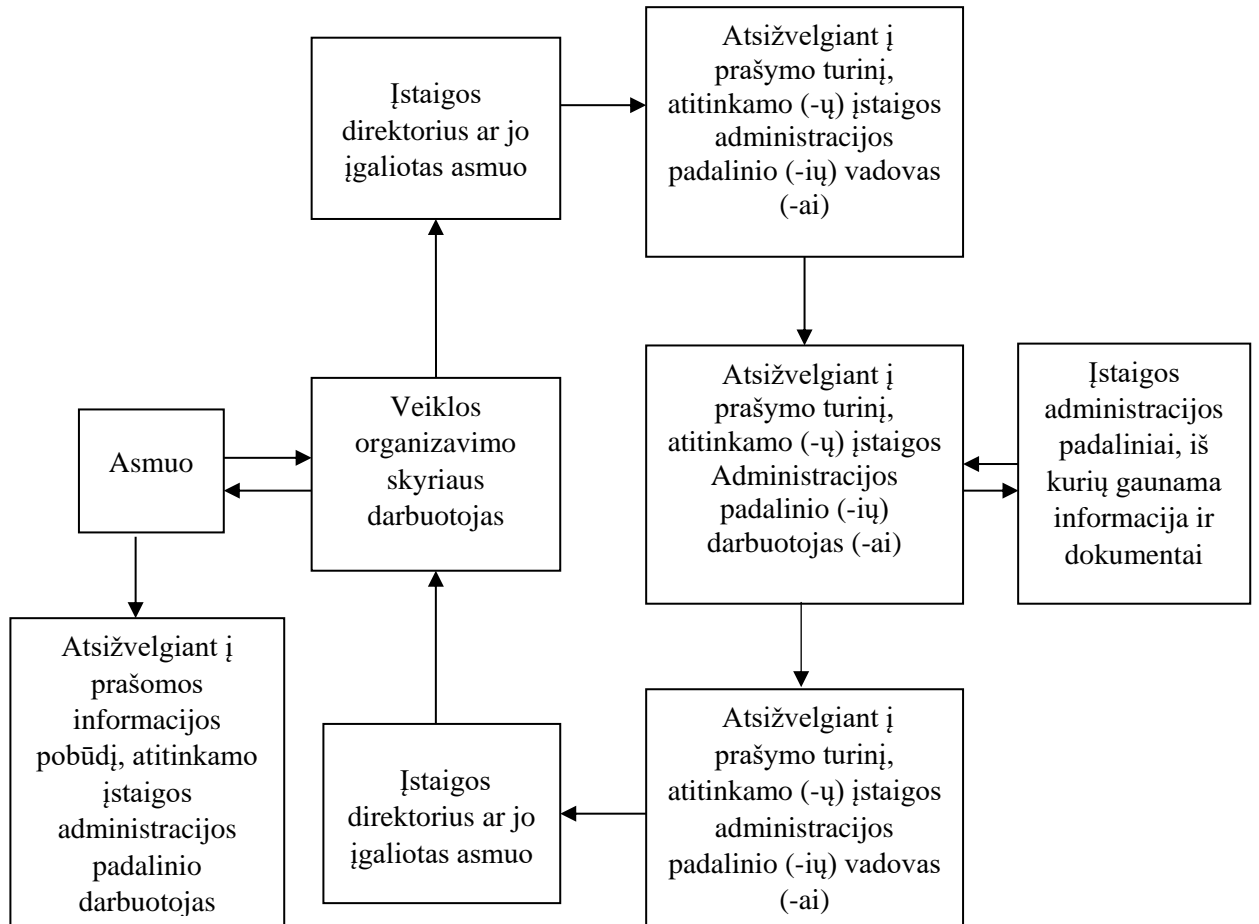 Atsižvelgiant į
prašymo turinį,
atitinkamo (-ų) įstaigos
administracijos
padalinio (-ių) vadovas
(-ai)
Įstaigos
direktorius ar jo
įgaliotas asmuo
Atsižvelgiant į
prašymo turinį,
atitinkamo (-ų) įstaigos
Administracijos
padalinio (-ių)
darbuotojas (-ai)
Įstaigos
administracijos
padaliniai, iš
kurių gaunama
informacija ir
dokumentai
Veiklos
organizavimo
skyriaus
darbuotojas
Asmuo
Atsižvelgiant į
prašomos
informacijos
pobūdį, atitinkamo
įstaigos
administracijos
padalinio
darbuotojas
Įstaigos
direktorius ar jo
įgaliotas asmuo
Atsižvelgiant į
prašymo turinį,
atitinkamo (-ų) įstaigos
administracijos
padalinio (-ių) vadovas
(-ai)